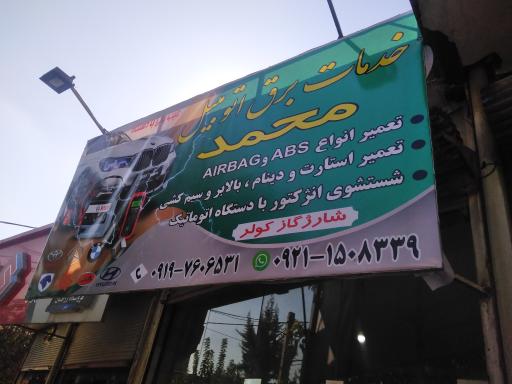 خدمات برق اتومبیل
محمد
تعمیر انواع ABS و AIRBAG
تعمیر استارت و دینام ، بالابر و سیم کشی
شستشوی انژکتور با دستگاه اتوماتیک
شارژ گاز کولر
۰۹۲۱-۱۵۰۸۳۳۹
۰۹۱۹-۷۶۰۶۵۳۱
HYUNDAI